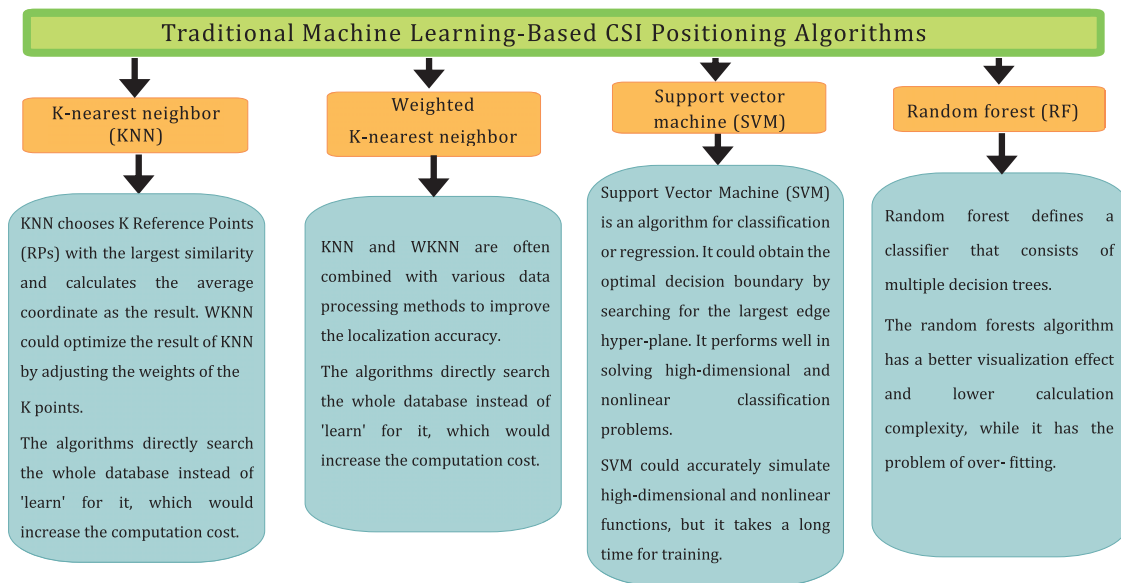 Traditional Machine Learning-Based CSI Positioning Algorithms
K-nearest neighbor
(KNN)
KNN chooses K Reference Points
(RPs) with the largest similarity
and calculates the average
coordinate as the result. WKNN
could optimize the result of KNN
by adjusting the weights of the
K points.
The algorithms directly search
the whole database instead of
'learn' for it, which would
increase the computation cost.
Weighted
K-nearest neighbor
KNN and WKNN are often
combined with various data
processing methods to improve
the localization accuracy.
The algorithms directly search
the whole database instead of
'learn' for it, which would
increase the computation cost.
Support vector
machine (SVM)
Support Vector Machine (SVM)
is an algorithm for classification
or regression. It could obtain the
optimal decision boundary by
searching for the largest edge
hyper-plane. It performs well in
solving high-dimensional and
nonlinear classification
problems.
SVM could accurately simulate
high-dimensional and nonlinear
functions, but it takes a long
time for training.
Random forest (RF)
Random forest defines a
classifier that consists of
multiple decision trees.
The random forests algorithm
has a better visualization effect
and lower calculation
complexity, while it has the
problem of over- fitting.